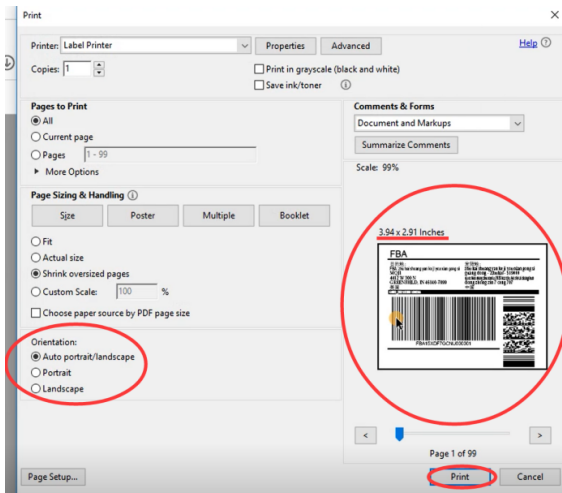 Print
Printer: Label Printer
Properties
Advanced
Help
Copies: 1
Print in grayscale (black and white)
Save ink/toner
Pages to Print
All
Current page
Pages 1 - 99
More Options
Page Sizing & Handling
Size
Poster
Multiple
Booklet
Fit
Actual size
Shrink oversized pages
Custom Scale: 100 %
Choose paper source by PDF page size
Orientation:
Auto portrait/landscape
Portrait
Landscape
Comments & Forms
Document and Markups
Summarize Comments
Scale: 99%
3.94 x 2.91 Inches
FBA
<
>
Page 1 of 99
Page Setup...
Print
Cancel